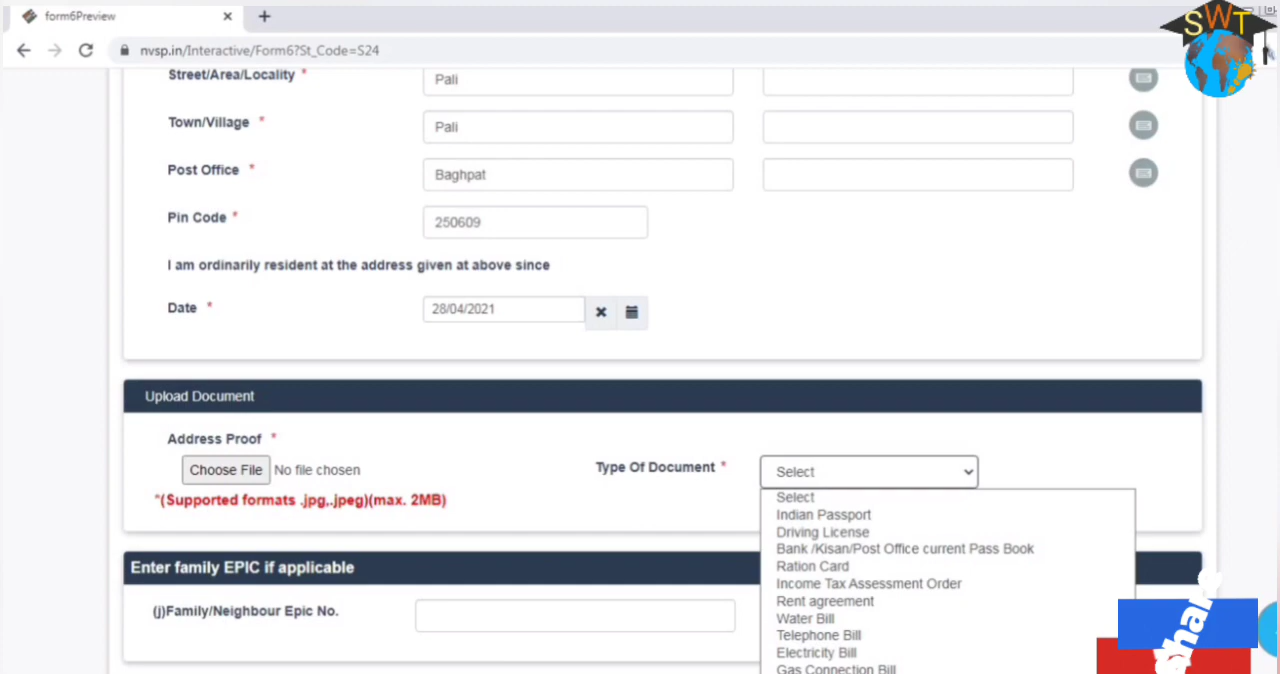 form6Preview
nvsp.in/Interactive/Form6?St_Code=S24
SWT
Street/Area/Locality * Pali
Town/Village * Pali
Post Office * Baghpat
Pin Code * 250609
I am ordinarily resident at the address given at above since
Date * 28/04/2021
Upload Document
Address Proof *
Choose File No file chosen
Type Of Document * Select
*(Supported formats .jpg,.jpeg)(max. 2MB)
Select
Indian Passport
Driving License
Bank /Kisan/Post Office current Pass Book
Ration Card
Income Tax Assessment Order
Rent agreement
Water Bill
Telephone Bill
Electricity Bill
Gas Connection Bill
Enter family EPIC if applicable
(j)Family/Neighbour Epic No.